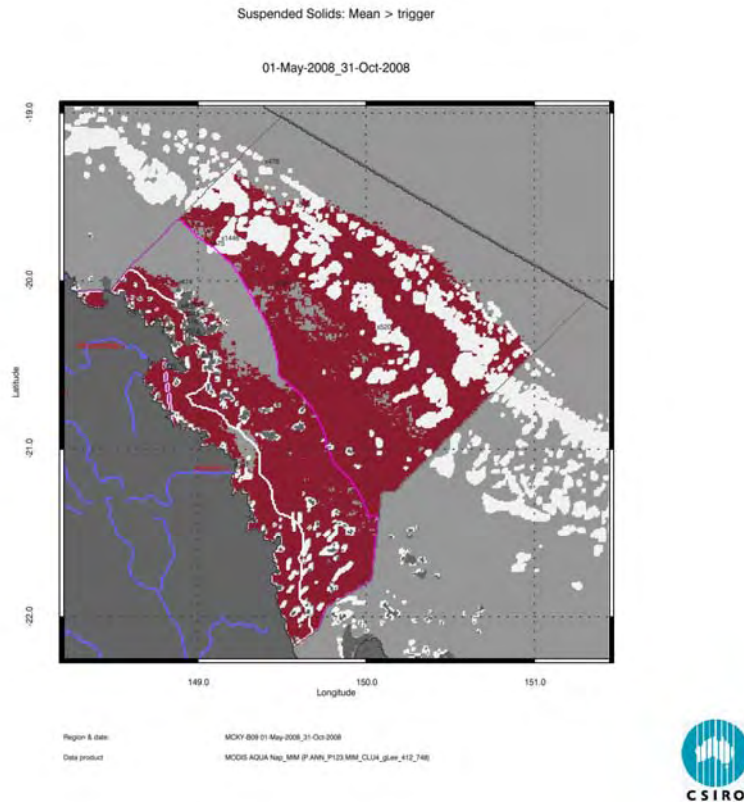 Suspended Solids: Mean > trigger
01-May-2008_31-Oct-2008
-19.0
-20.0
Latitude
-21.0
-22.0
149.0
150.0
151.0
Longitude
Region & date: MCKY-B09 01-May-2008_31-Oct-2008
Data product MODIS AQUA Nap_MIM (P.ANN_P123.MIM_CLU4_gLee_412_748)
CSIRO